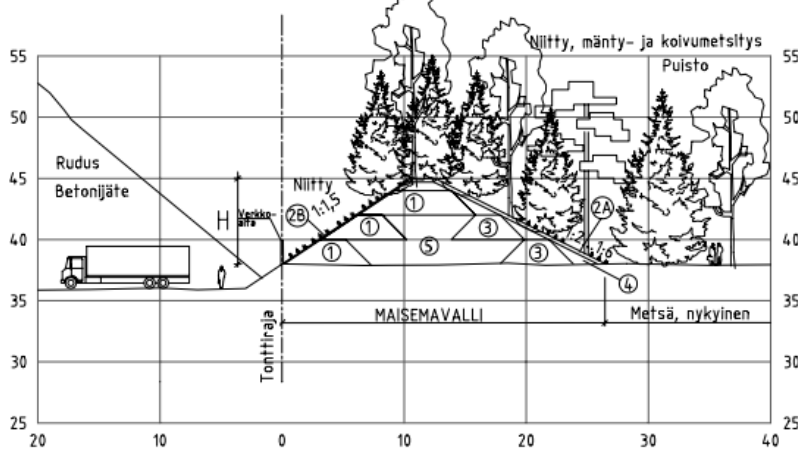 Niitty, mänty- ja koivumetsitys
Puisto
55 55
50 50
45 45
40 40
35 35
30 30
25 25
Rudus
Betonijäte
H
Verkko-
aita
Niitty
1:1,5
2B
1
1
1
5
3
3
2A
4
Tonttiraja
MAISEMAVALLI
Metsä, nykyinen
20 10 0 10 20 30 40